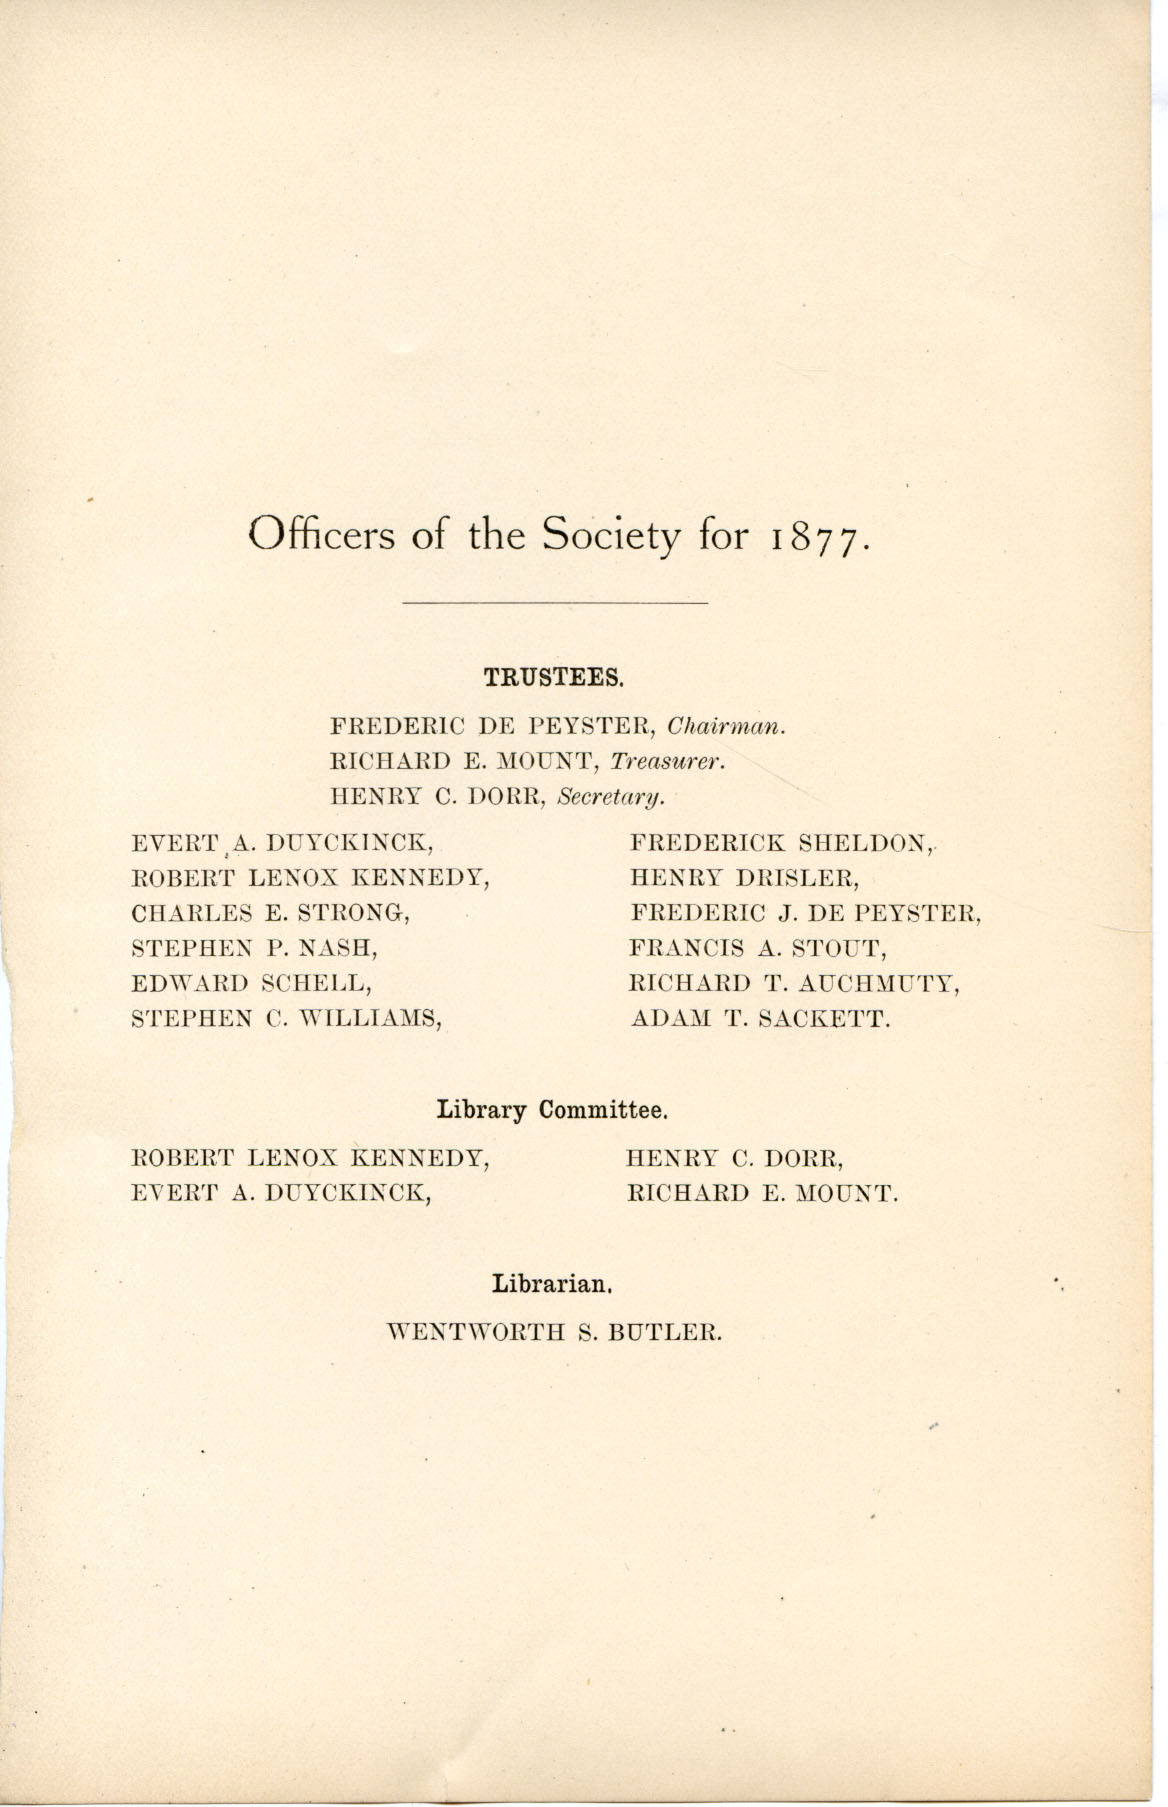 Officers of the Society for 1877.
TRUSTEES.
FREDERIC DE PEYSTER, Chairman.
RICHARD E. MOUNT, Treasurer.
HENRY C. DORR, Secretary.
EVERT A. DUYCKINCK,
ROBERT LENOX KENNEDY,
CHARLES E. STRONG,
STEPHEN P. NASH,
EDWARD SCHELL,
STEPHEN C. WILLIAMS,
FREDERICK SHELDON,
HENRY DRISLER,
FREDERIC J. DE PEYSTER,
FRANCIS A. STOUT,
RICHARD T. AUCHMUTY,
ADAM T. SACKETT.
Library Committee.
ROBERT LENOX KENNEDY,
EVERT A. DUYCKINCK,
HENRY C. DORR,
RICHARD E. MOUNT.
Librarian.
WENTWORTH S. BUTLER.